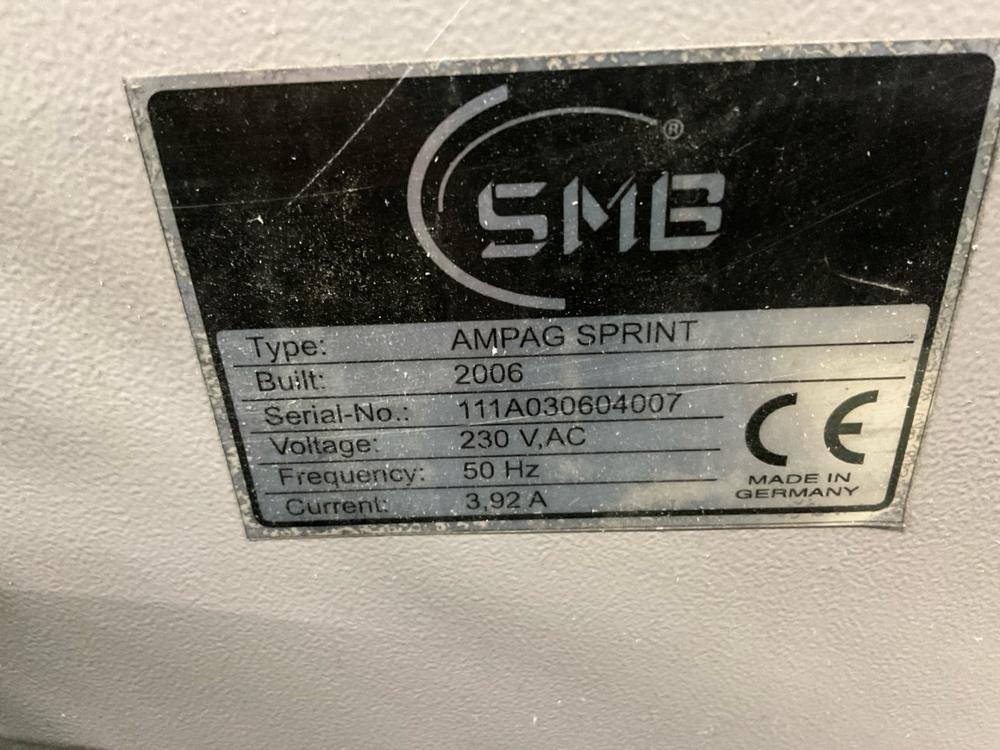 SMB®
Type: AMPAG SPRINT
Built: 2006
Serial-No.: 111A030604007
Voltage: 230 V,AC
Frequency: 50 Hz
Current: 3,92 A
CE
MADE IN
GERMANY